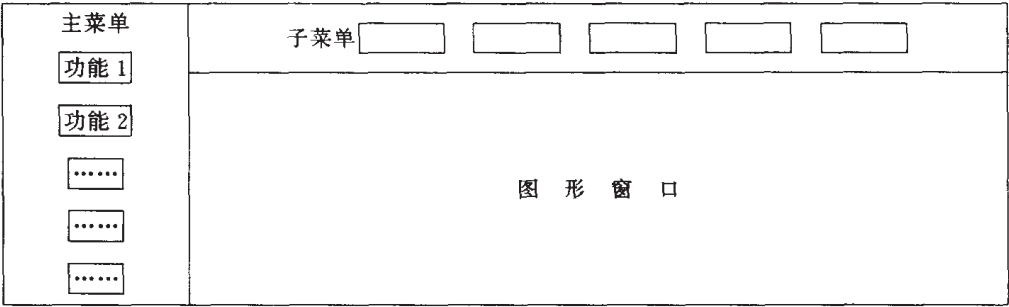 主菜单
功能 1
功能 2
……
……
……
子菜单
图 形 窗 口